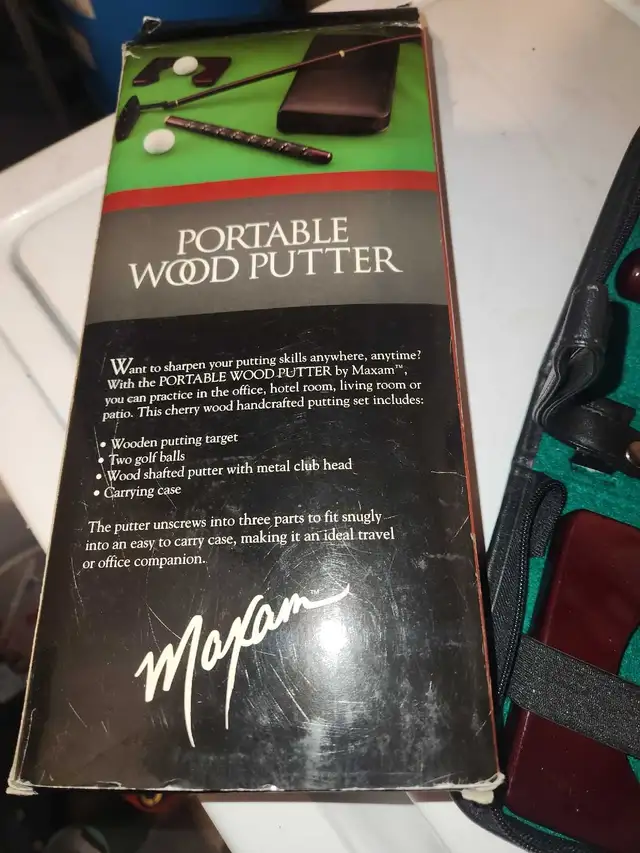 PORTABLE
WOOD PUTTER
Want to sharpen your putting skills anywhere, anytime?
With the PORTABLE WOOD PUTTER by Maxam™,
you can practice in the office, hotel room, living room or
patio. This cherry wood handcrafted putting set includes:
• Wooden putting target
• Two golf balls
• Wood shafted putter with metal club head
• Carrying case
The putter unscrews into three parts to fit snugly
into an easy to carry case, making it an ideal travel
or office companion.
Maxam™